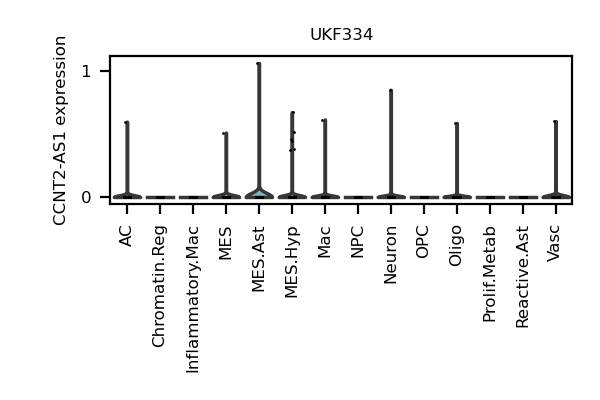 UKF334
CCNT2-AS1 expression
1
0
AC
Chromatin.Reg
Inflammatory.Mac
MES
MES.Ast
MES.Hyp
Mac
NPC
Neuron
OPC
Oligo
Prolif.Metab
Reactive.Ast
Vasc